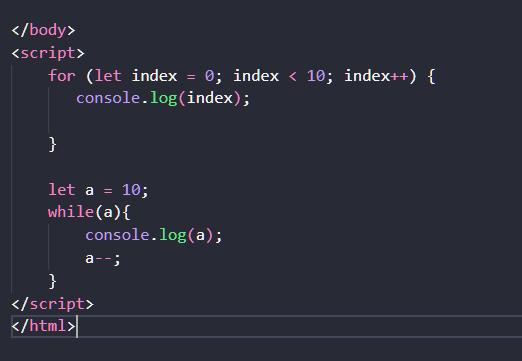 </body>
<script>
    for (let index = 0; index < 10; index++) {
       console.log(index);

    }

    let a = 10;
    while(a){
        console.log(a);
        a--;
    }
</script>
</html>